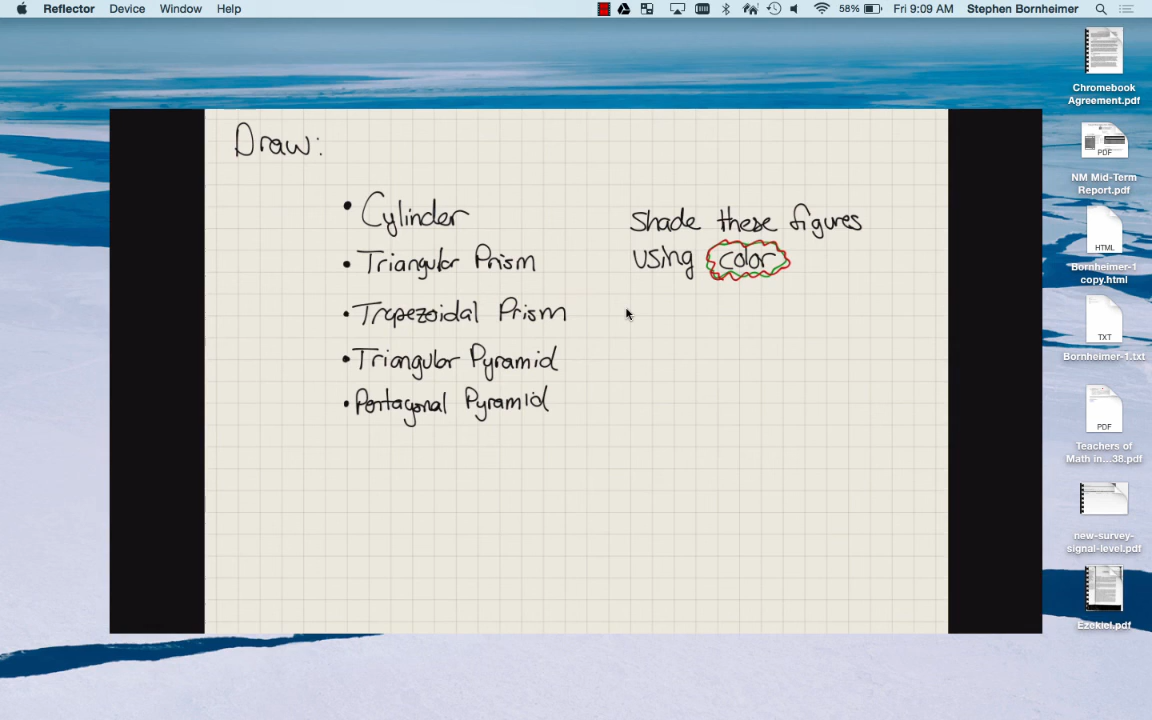 Reflector Device Window Help 58% Fri 9:09 AM Stephen Bornheimer
Draw:
• Cylinder
• Triangular Prism
• Trapezoidal Prism
• Triangular Pyramid
• Pentagonal Pyramid
Shade these figures
using color
Chromebook
Agreement.pdf
PDF
NM Mid-Term
Report.pdf
HTML
Bornheimer-1
copy.html
TXT
Bornheimer-1.txt
PDF
Teachers of
Math in...38.pdf
new-survey-
signal-level.pdf
Ezekiel.pdf